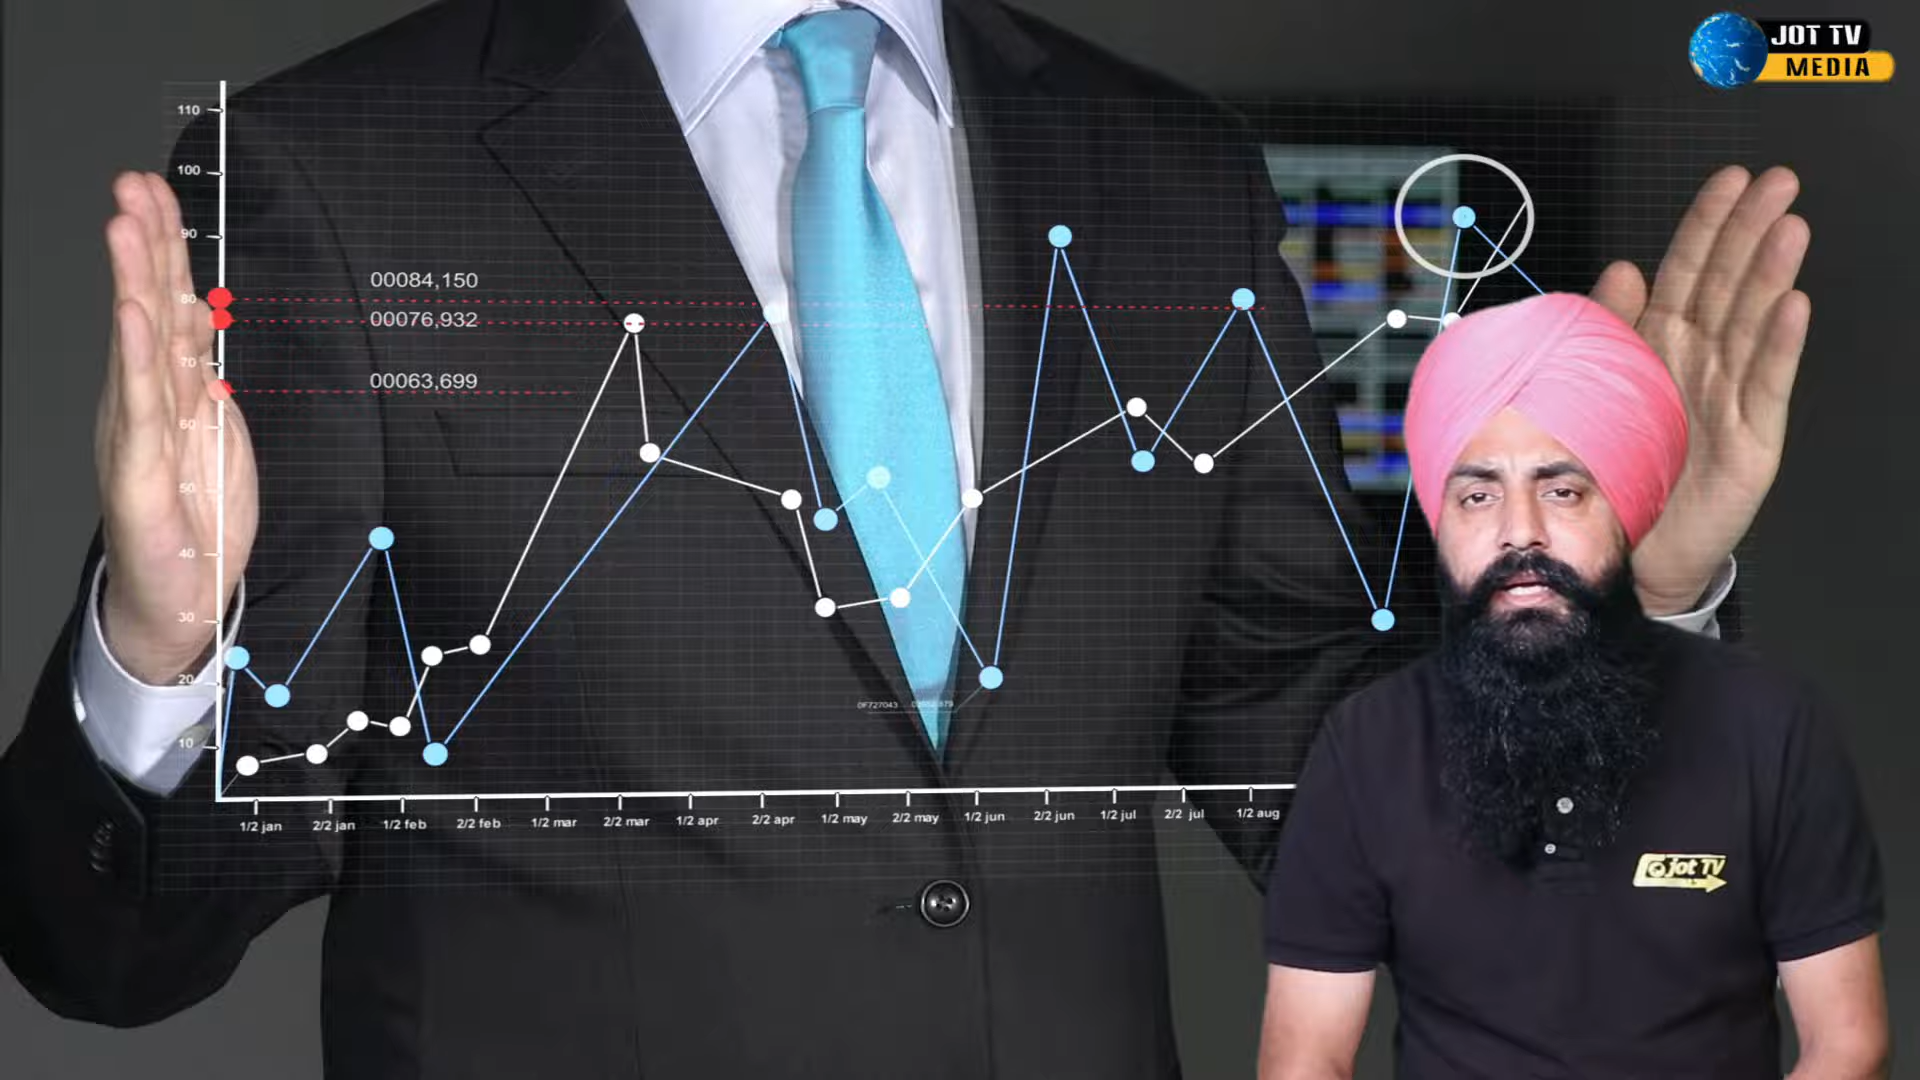 JOT TV
MEDIA
110
100
90
80
70
60
50
40
30
20
10
00084,150
00076,932
00063,699
0F727043
1/2 jan
2/2 jan
1/2 feb
2/2 feb
1/2 mar
2/2 mar
1/2 apr
2/2 apr
1/2 may
2/2 may
1/2 jun
2/2 jun
1/2 jul
2/2 jul
1/2 aug
jot TV